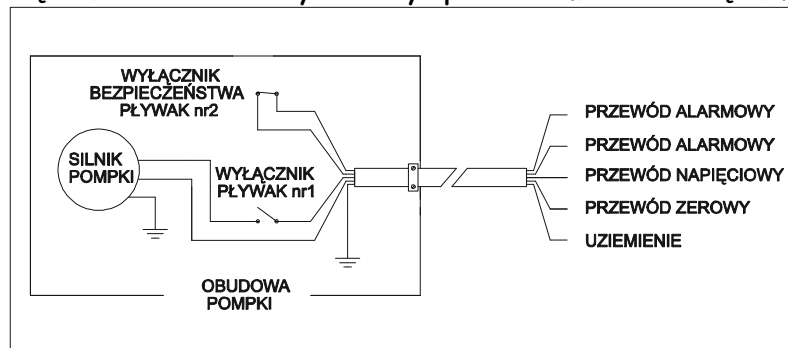 WYŁĄCZNIK
BEZPIECZEŃSTWA
PŁYWAK nr2
SILNIK
POMPKI
WYŁĄCZNIK
PŁYWAK nr1
OBUDOWA
POMPKI
PRZEWÓD ALARMOWY
PRZEWÓD ALARMOWY
PRZEWÓD NAPIĘCIOWY
PRZEWÓD ZEROWY
UZIEMIENIE